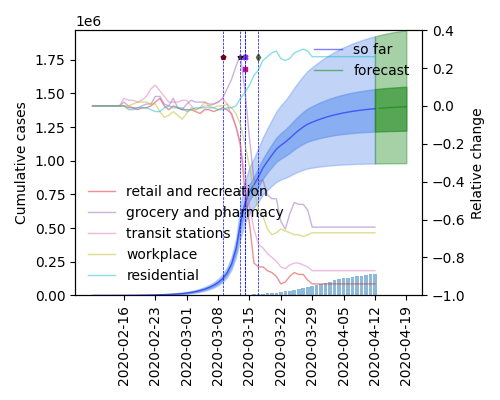 1e6
so far
forecast
retail and recreation
grocery and pharmacy
transit stations
workplace
residential
Cumulative cases
1.75
1.50
1.25
1.00
0.75
0.50
0.25
0.00
0.4
0.2
0.0
−0.2
−0.4
−0.6
−0.8
−1.0
Relative change
2020-02-16
2020-02-23
2020-03-01
2020-03-08
2020-03-15
2020-03-22
2020-03-29
2020-04-05
2020-04-12
2020-04-19